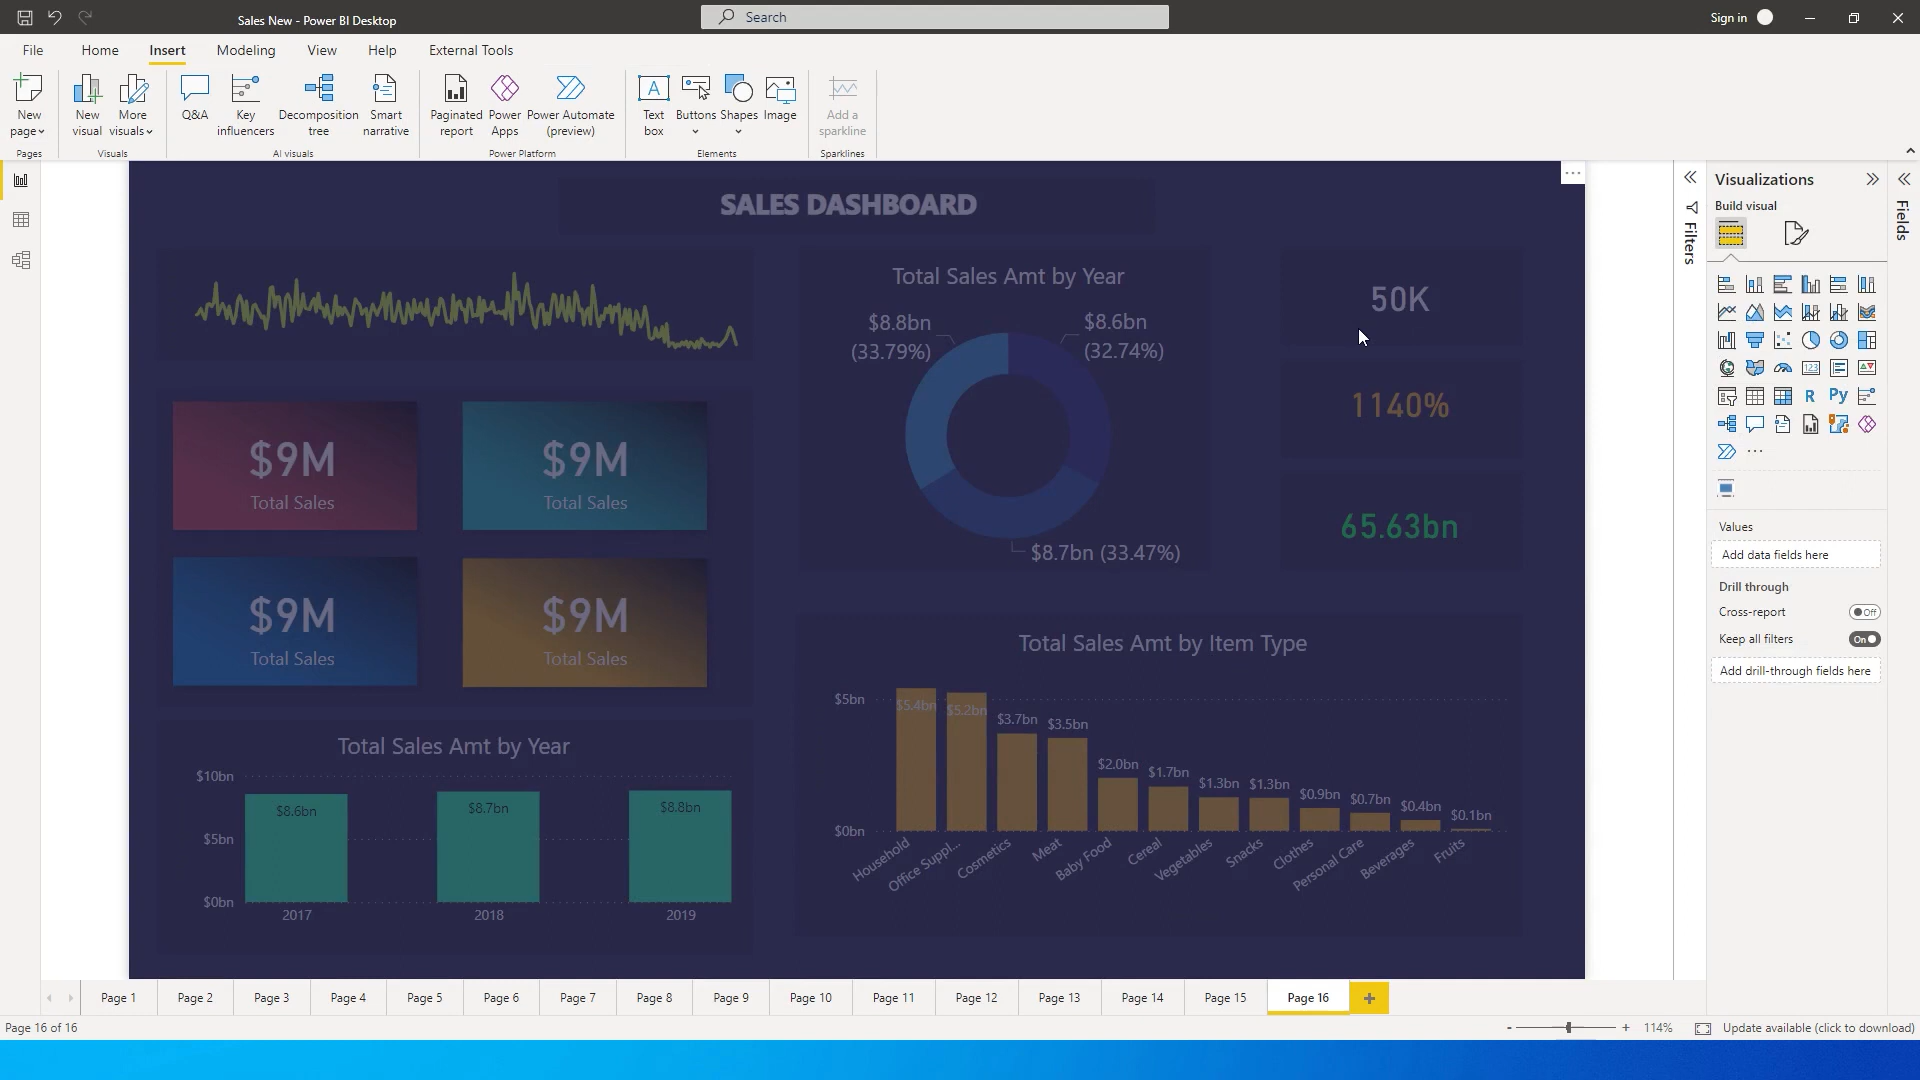 Sales New - Power BI Desktop
Search
Sign in
File Home Insert Modeling View Help External Tools
New page
New visual
More visuals
Q&A
Key influencers
Decomposition tree
Smart narrative
Paginated report
Power Apps
Power Automate (preview)
Text box
Buttons
Shapes
Image
Add a sparkline
Pages
Visuals
AI visuals
Power Platform
Elements
Sparklines
SALES DASHBOARD
$9M
Total Sales
$9M
Total Sales
$9M
Total Sales
$9M
Total Sales
Total Sales Amt by Year
$10bn
$5bn
$0bn
$8.6bn
$8.7bn
$8.8bn
2017
2018
2019
Total Sales Amt by Year
$8.8bn
(33.79%)
$8.6bn
(32.74%)
$8.7bn (33.47%)
50K
1140%
65.63bn
Total Sales Amt by Item Type
$5bn
$0bn
$5.4bn
$5.2bn
$3.7bn
$3.5bn
$2.0bn
$1.7bn
$1.3bn
$1.3bn
$0.9bn
$0.7bn
$0.4bn
$0.1bn
Household
Office Suppl...
Cosmetics
Meat
Baby Food
Cereal
Vegetables
Snacks
Clothes
Personal Care
Beverages
Fruits
Filters
Visualizations
Build visual
123
R
Py
Values
Add data fields here
Drill through
Cross-report
Off
Keep all filters
On
Add drill-through fields here
Fields
Page 1
Page 2
Page 3
Page 4
Page 5
Page 6
Page 7
Page 8
Page 9
Page 10
Page 11
Page 12
Page 13
Page 14
Page 15
Page 16
Page 16 of 16
114%
Update available (click to download)